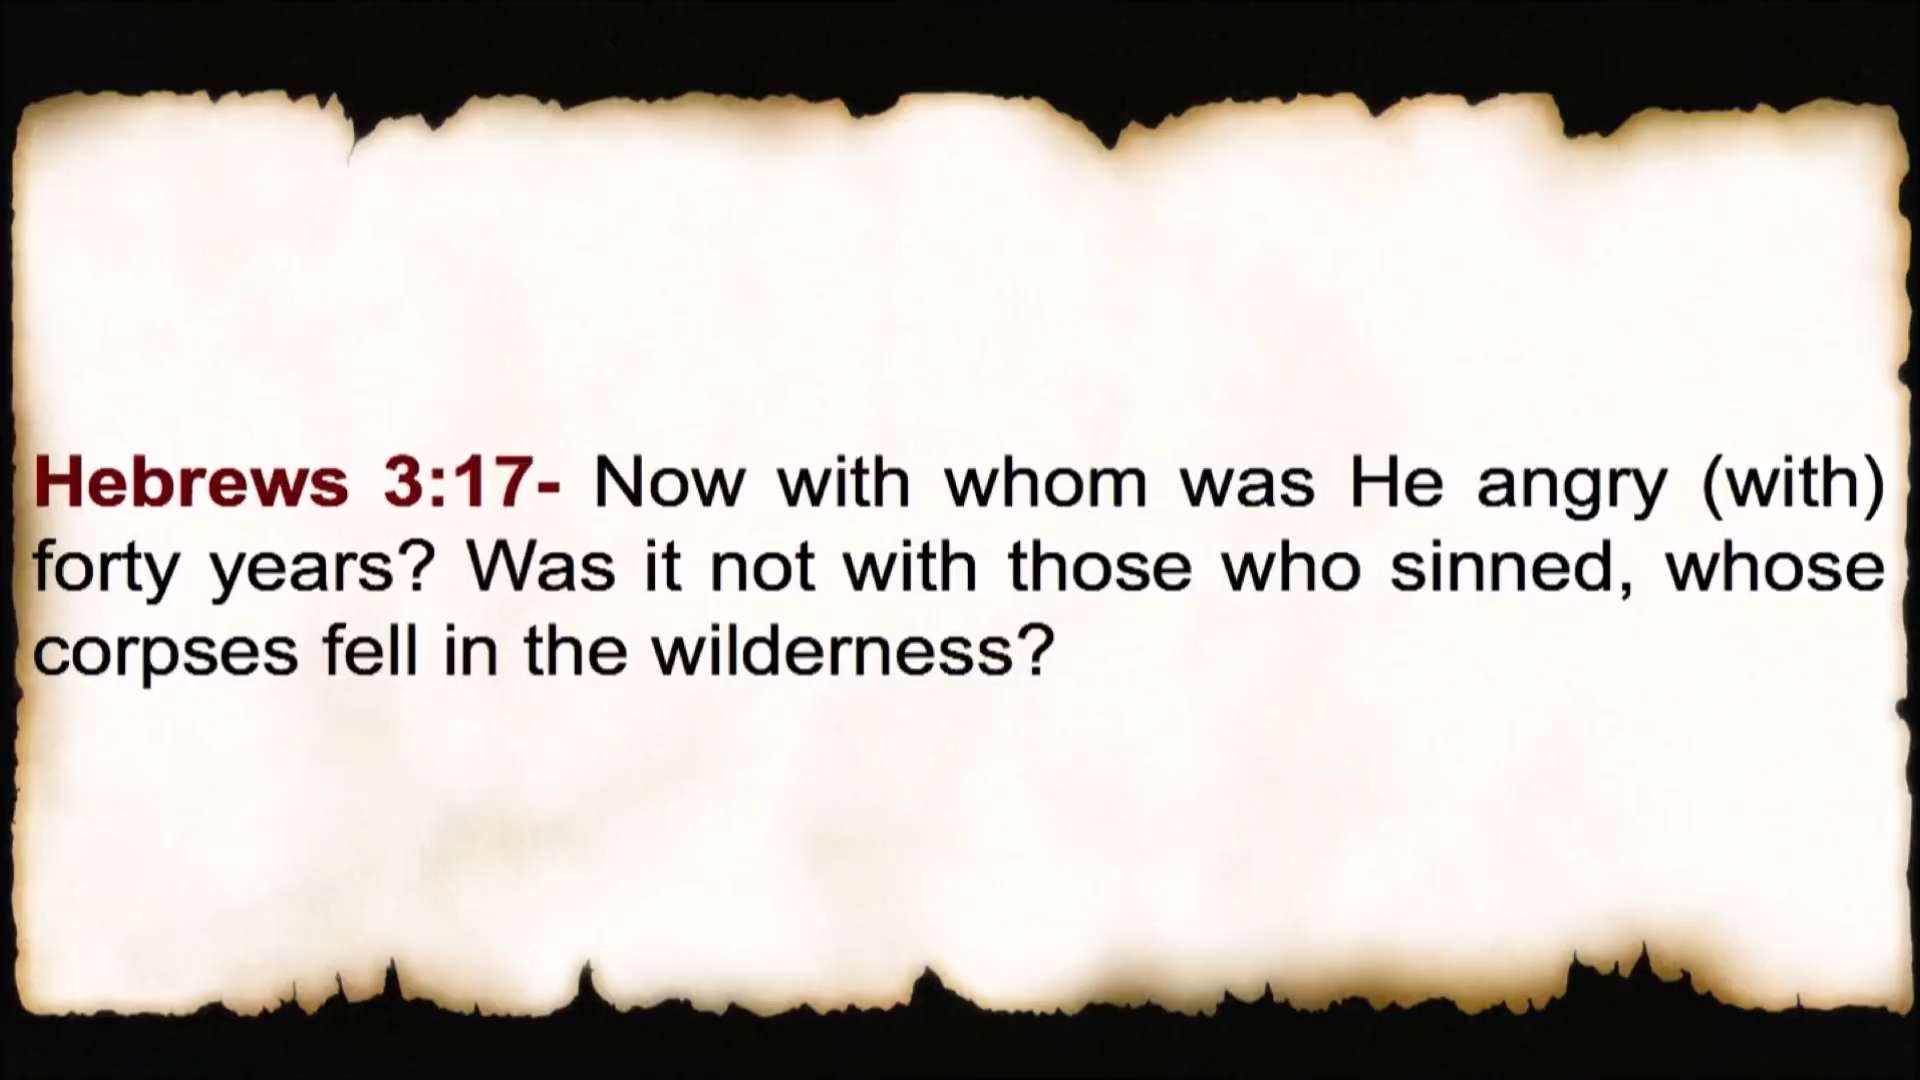 Hebrews 3:17- Now with whom was He angry (with)
forty years? Was it not with those who sinned, whose
corpses fell in the wilderness?